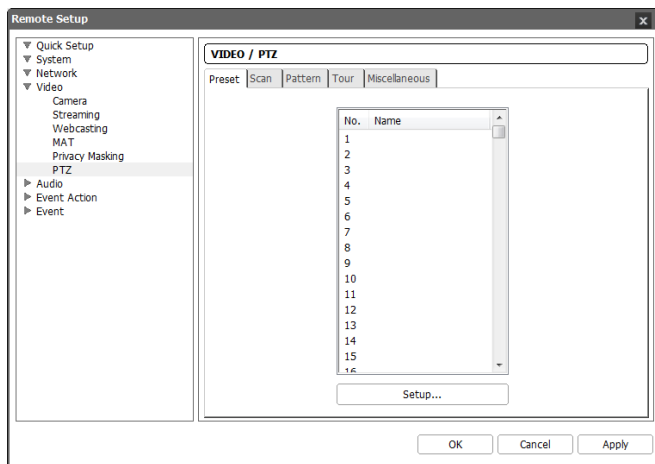 Remote Setup
x
Quick Setup
System
Network
Video
Camera
Streaming
Webcasting
MAT
Privacy Masking
PTZ
Audio
Event Action
Event
VIDEO / PTZ
Preset Scan Pattern Tour Miscellaneous
No. Name
1
2
3
4
5
6
7
8
9
10
11
12
13
14
15
16
Setup...
OK Cancel Apply